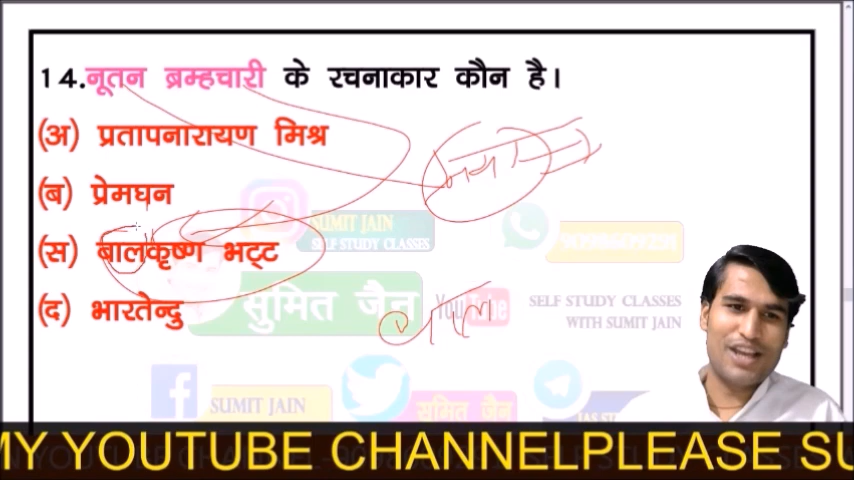 14.नूतन ब्रम्हचारी के रचनाकार कौन है।
(अ) प्रतापनारायण मिश्र
(ब) प्रेमघन
SUMIT JAIN
SELF STUDY CLASSES
(स) बालकृष्ण भट्ट
(द) भारतेन्दु
सुमित जैन
YouTube
SELF STUDY CLASSES
WITH SUMIT JAIN
SUMIT JAIN
सुमित जैन
MY YOUTUBE CHANNELPLEASE SU